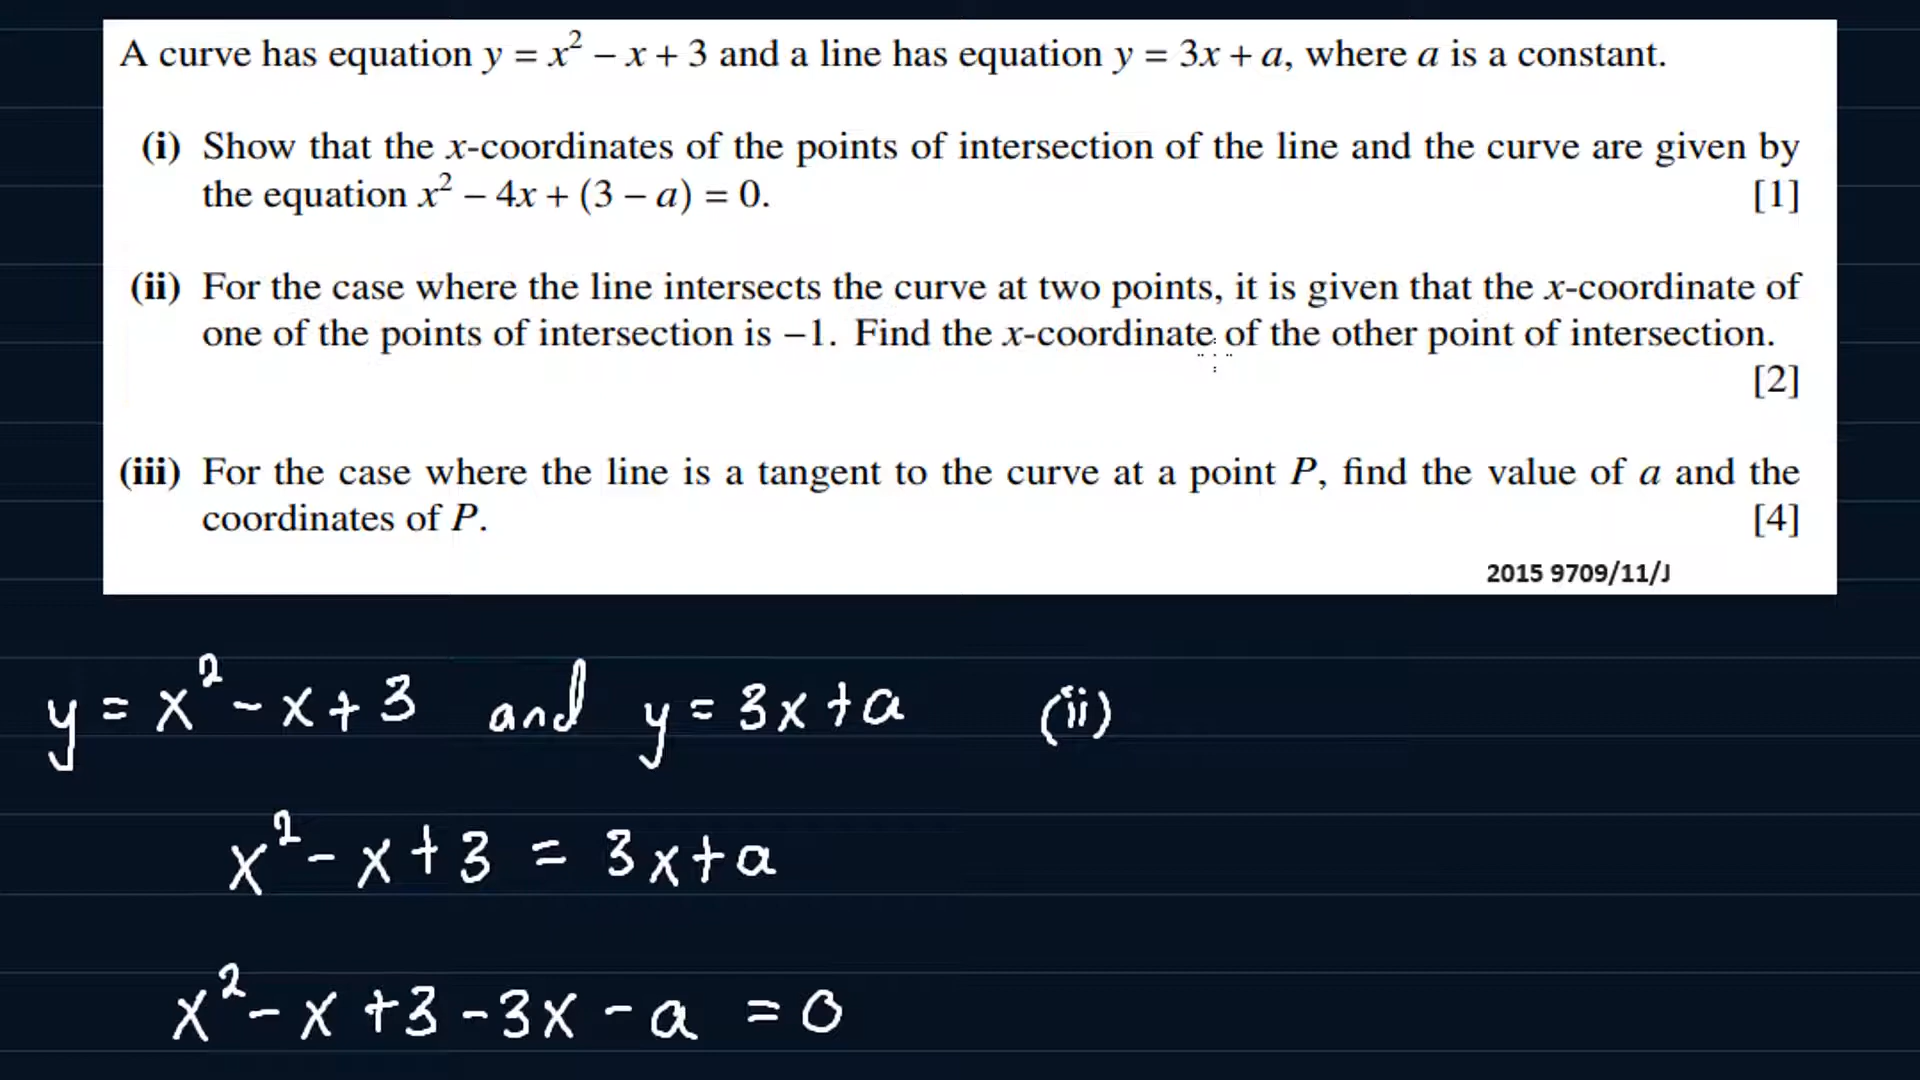 A curve has equation y = x² − x + 3 and a line has equation y = 3x + a, where a is a constant.
(i) Show that the x-coordinates of the points of intersection of the line and the curve are given by
the equation x² − 4x + (3 − a) = 0. [1]
(ii) For the case where the line intersects the curve at two points, it is given that the x-coordinate of
one of the points of intersection is −1. Find the x-coordinate of the other point of intersection.
[2]
(iii) For the case where the line is a tangent to the curve at a point P, find the value of a and the
coordinates of P. [4]
2015 9709/11/J
y = x² − x + 3 and y = 3x + a (ii)
x² − x + 3 = 3x + a
x² − x + 3 − 3x − a = 0